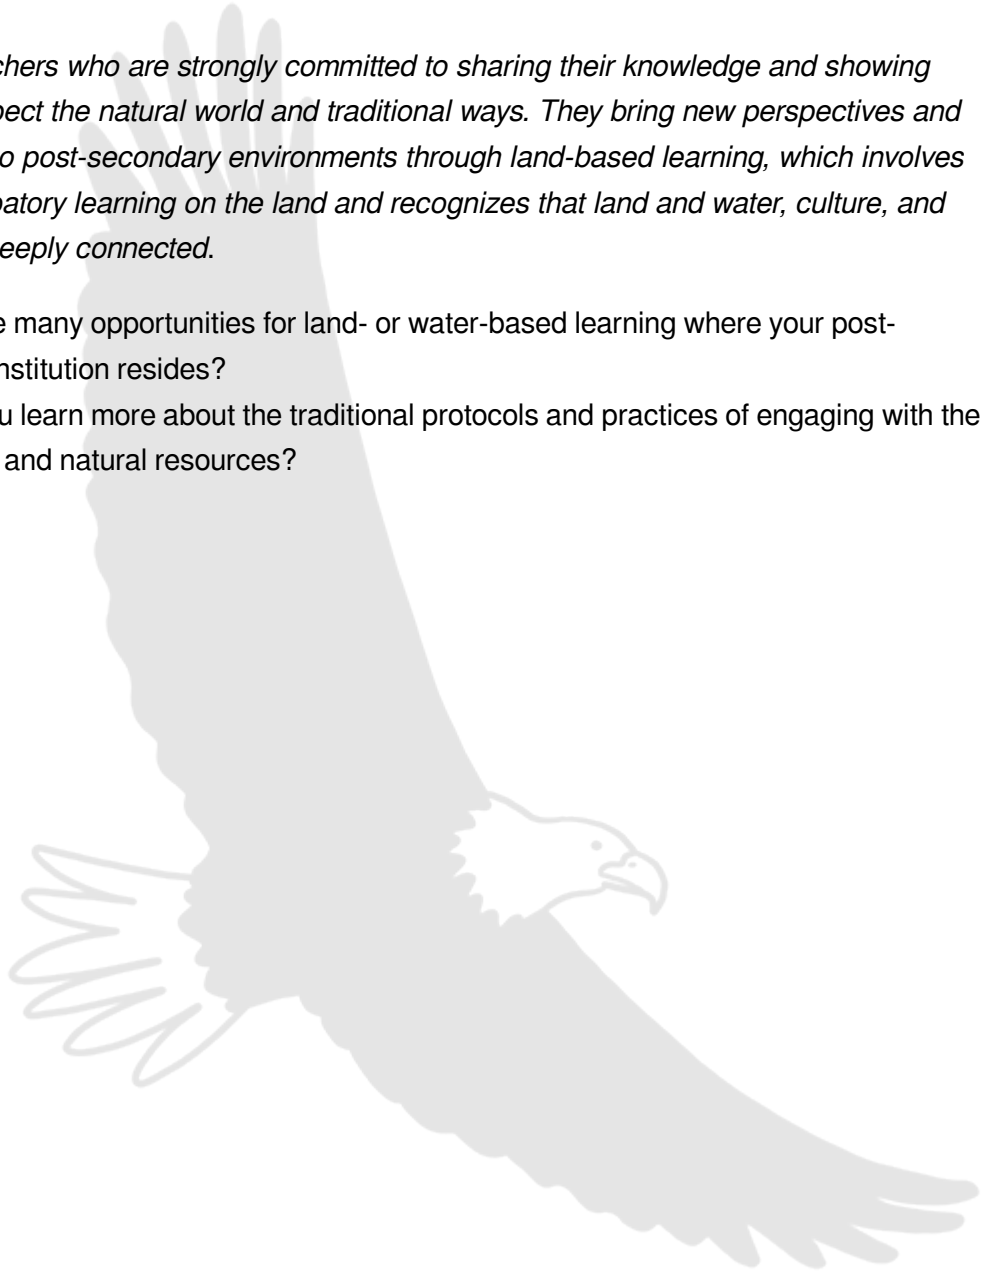 chers who are strongly committed to sharing their knowledge and showing
pect the natural world and traditional ways. They bring new perspectives and
o post-secondary environments through land-based learning, which involves
patory learning on the land and recognizes that land and water, culture, and
eeply connected.
e many opportunities for land- or water-based learning where your post-
nstitution resides?
u learn more about the traditional protocols and practices of engaging with the
and natural resources?